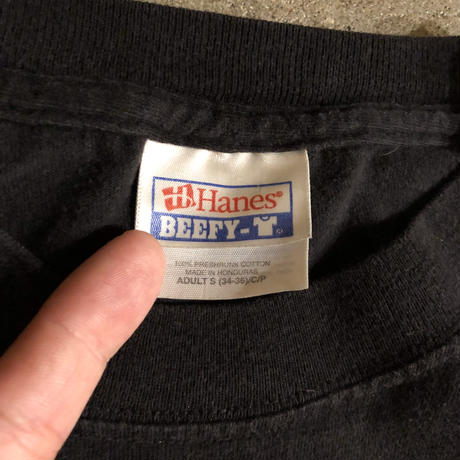 Hanes®
BEEFY-T®
100% PRESHRUNK COTTON
MADE IN HONDURAS
ADULT S (34-36)/C/P